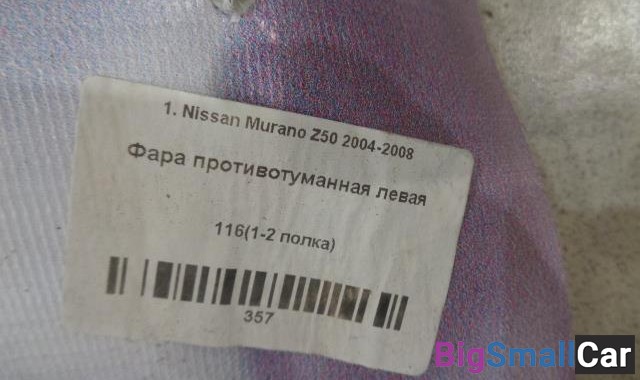 1. Nissan Murano Z50 2004-2008
Фара противотуманная левая
116(1-2 полка)
357
BigSmallCar